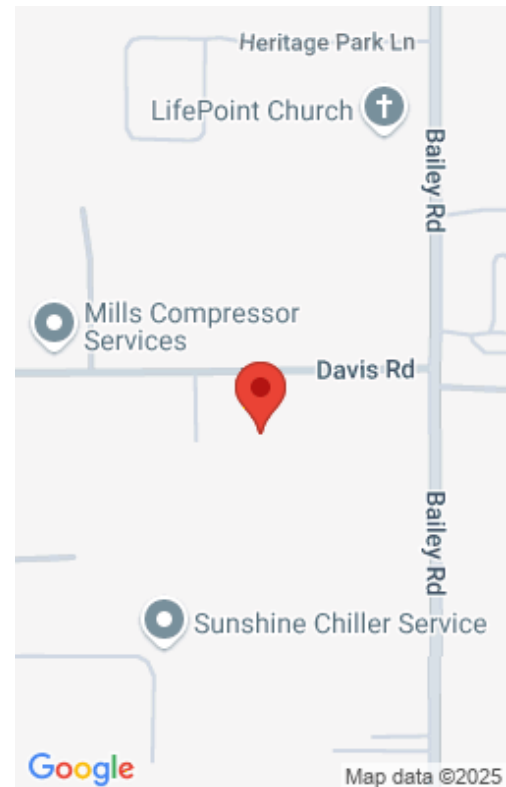 Heritage Park Ln
LifePoint Church
Bailey Rd
Mills Compressor
Services
Davis Rd
Bailey Rd
Sunshine Chiller Service
Google
Map data ©2025